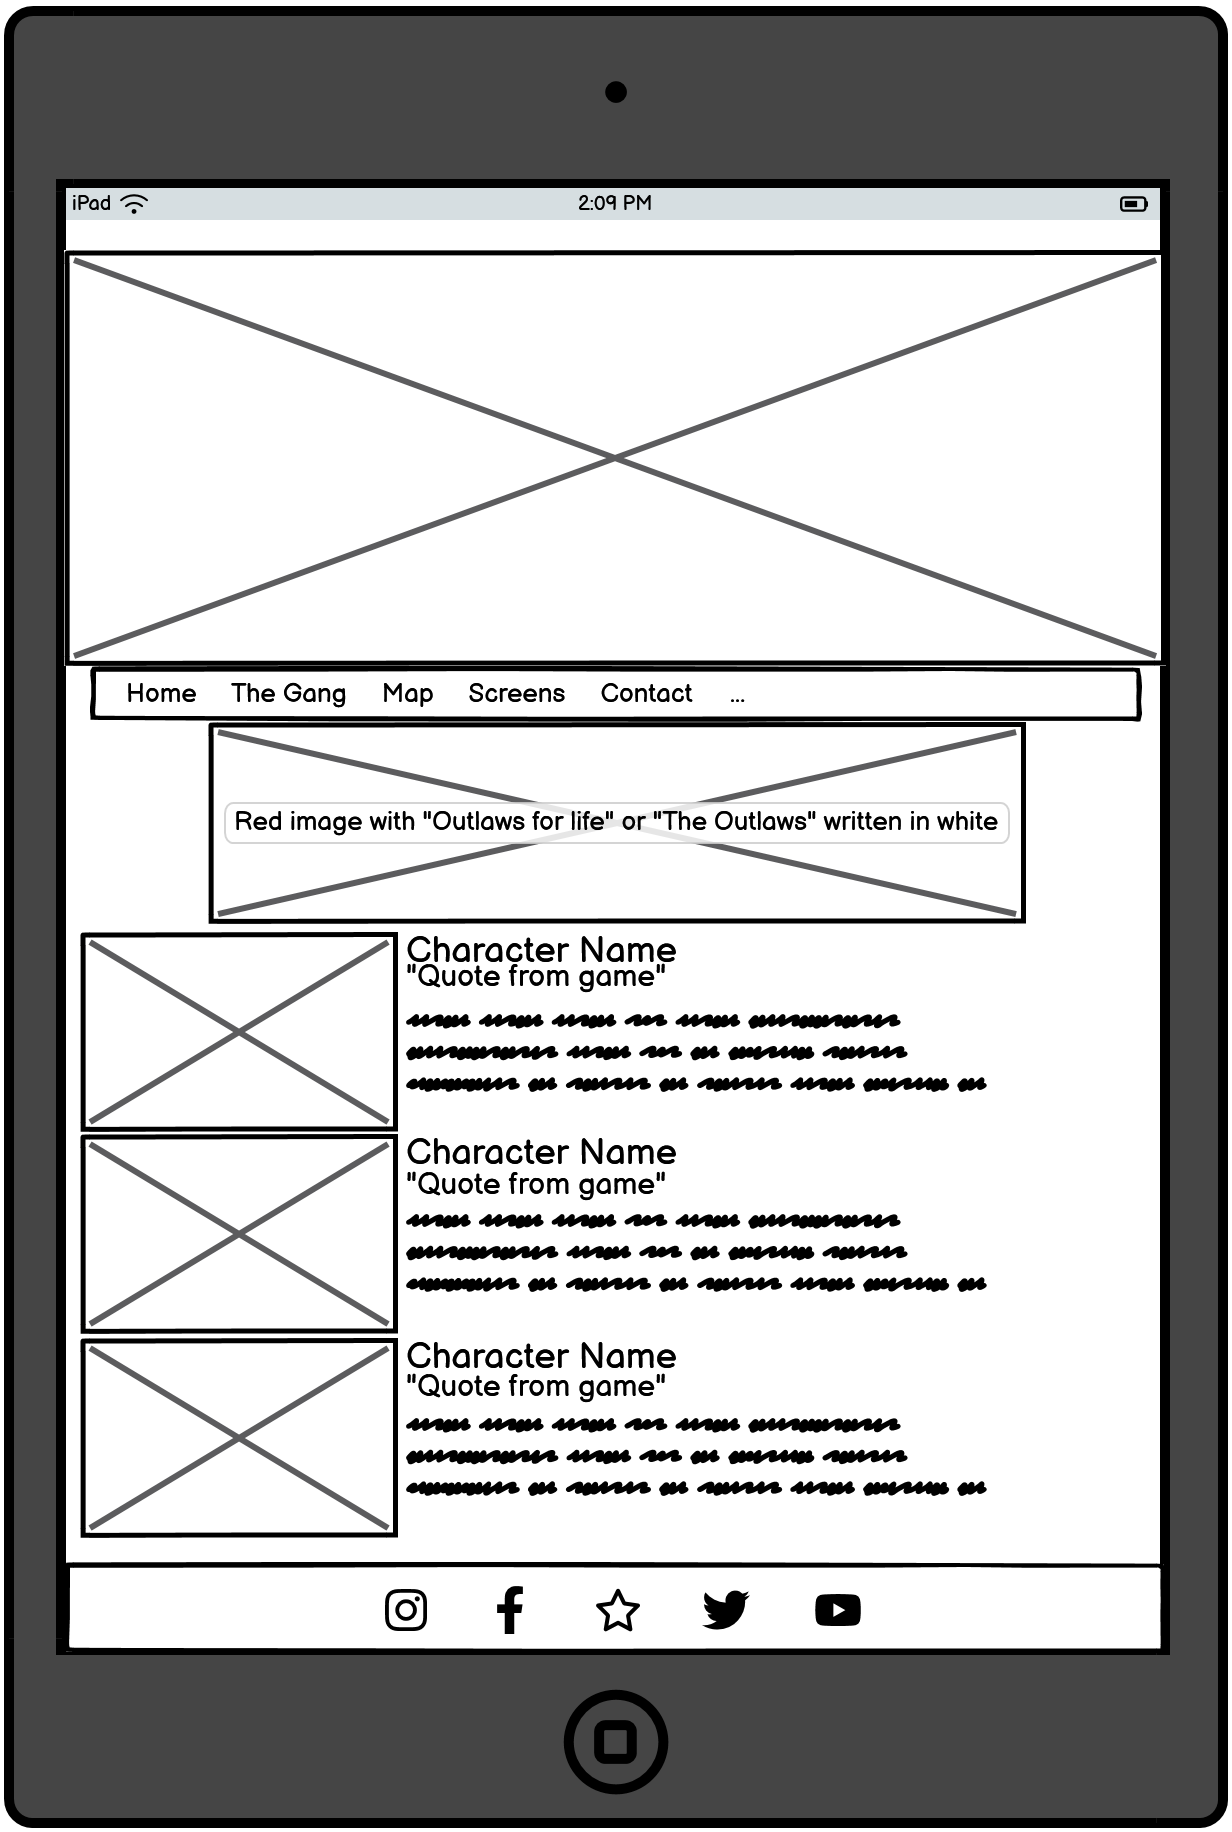 iPad 2:09 PM
Home The Gang Map Screens Contact ...
Red image with "Outlaws for life" or "The Outlaws" written in white
Character Name
"Quote from game"
Character Name
"Quote from game"
Character Name
"Quote from game"